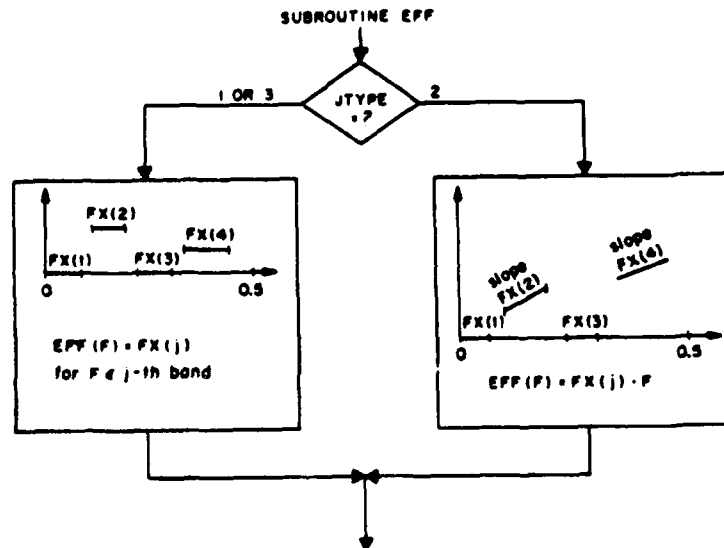 SUBROUTINE EFF
1 OR 3
JTYPE
= ?
2
FX(2)
FX(4)
FX(1)
FX(3)
0
0.5
EFF(F) = FX(j)
for F ϵ j-th band
slope
FX(2)
slope
FX(4)
FX(1)
FX(3)
0
0.5
EFF(F) = FX(j) · F